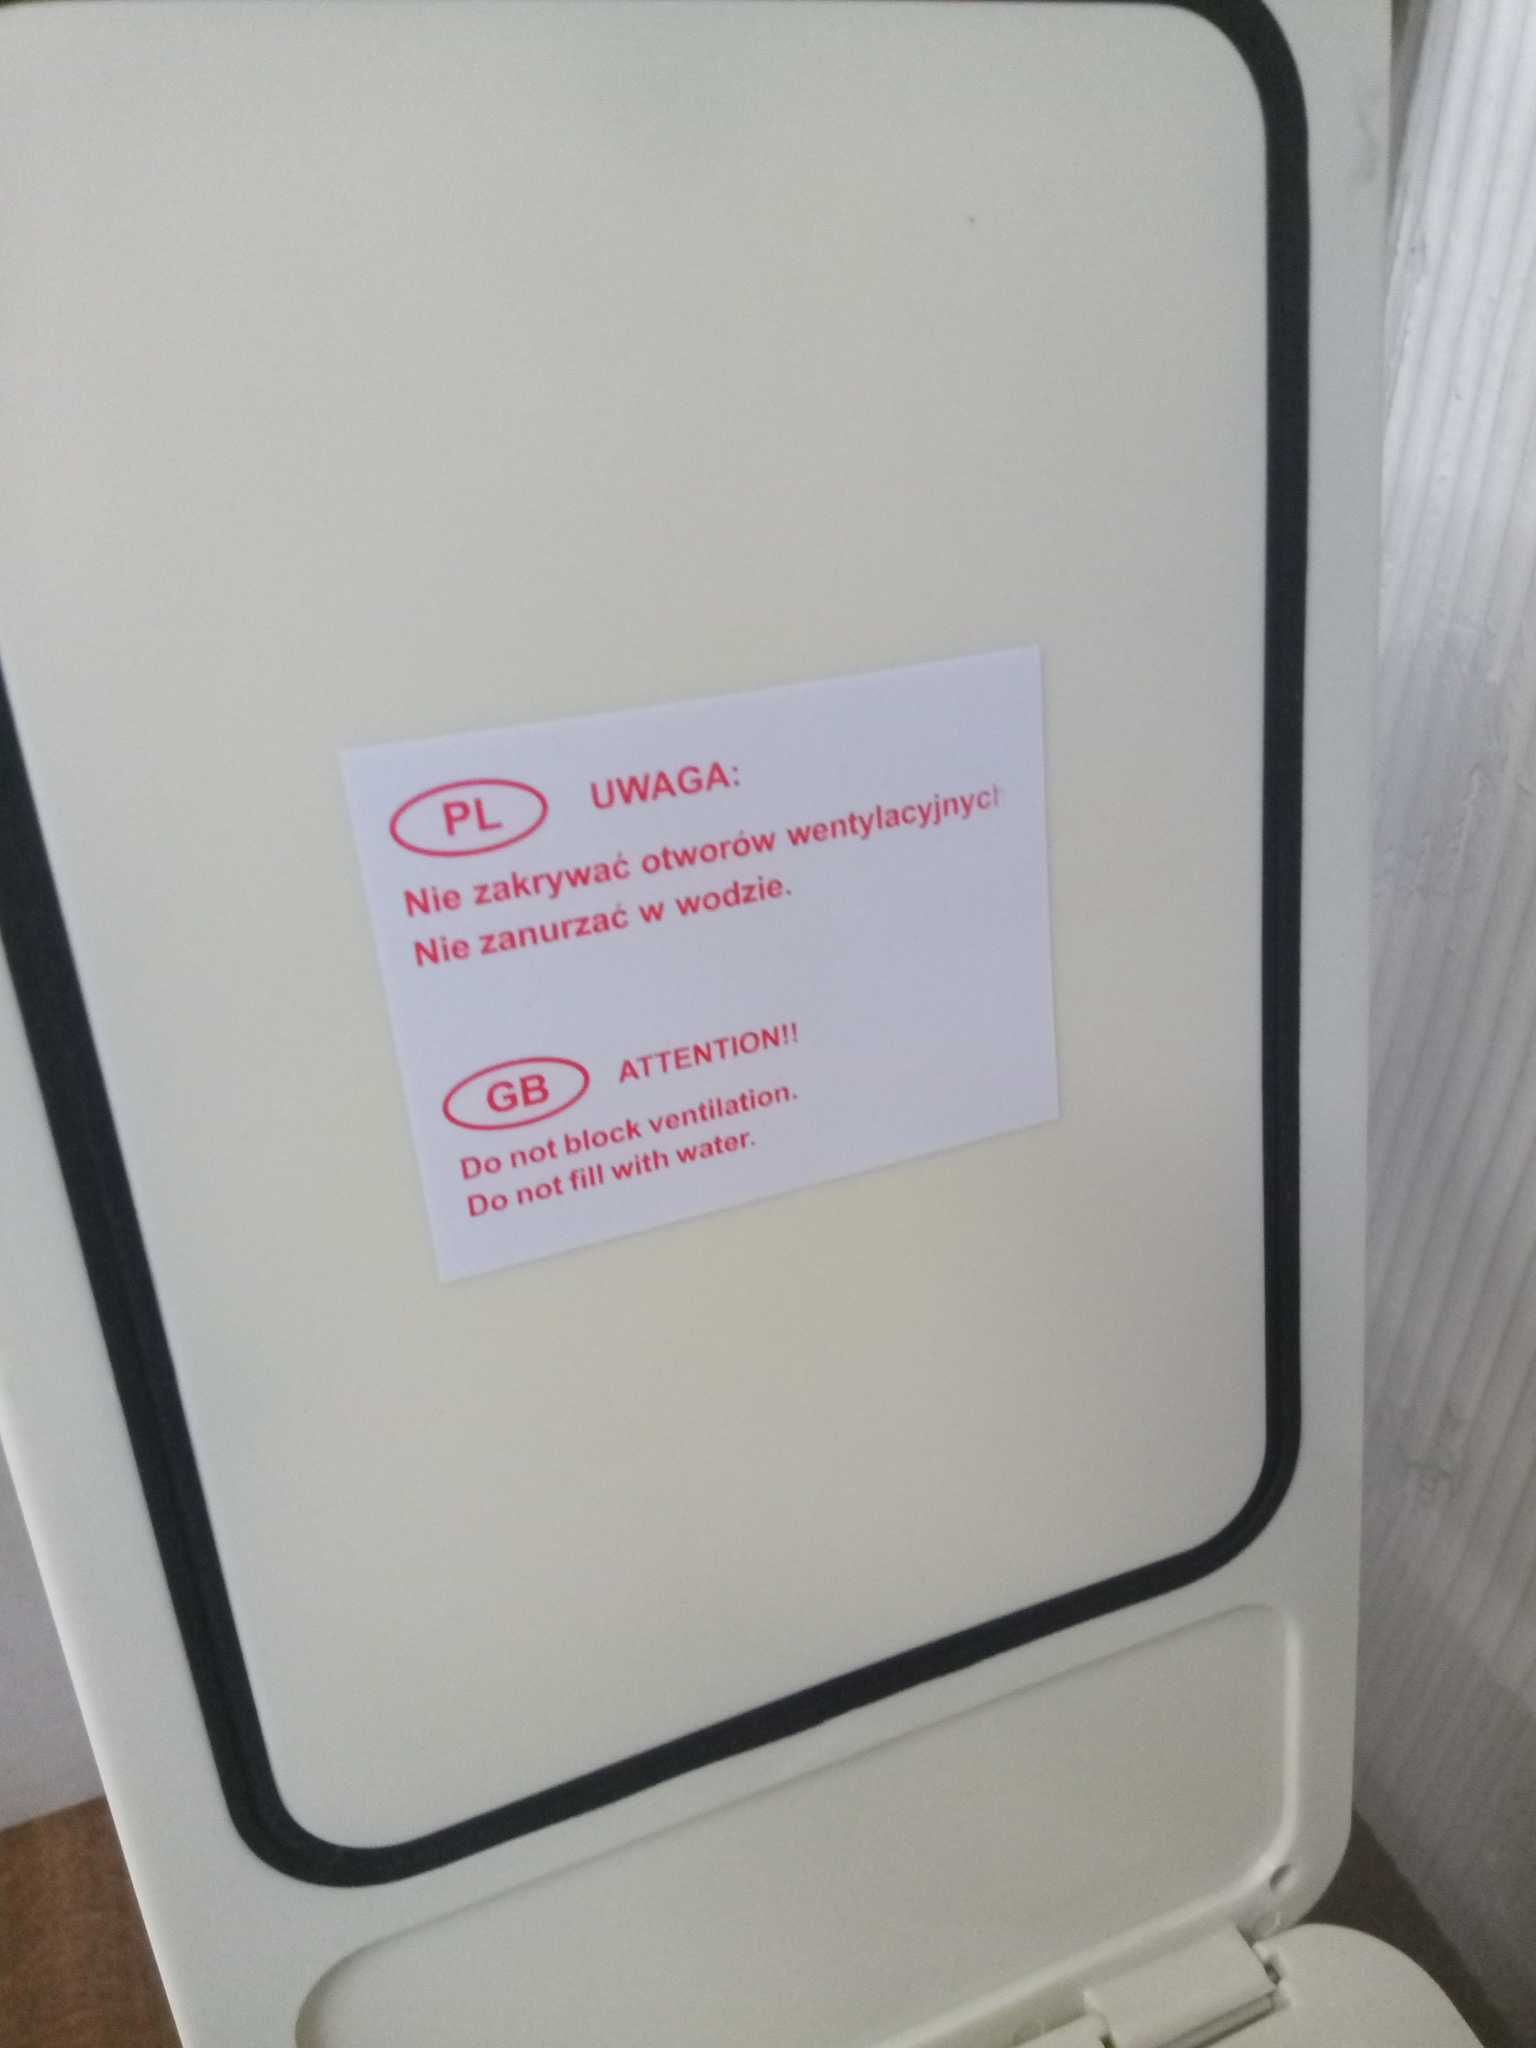 PL UWAGA:
Nie zakrywać otworów wentylacyjnych
Nie zanurzać w wodzie.
GB ATTENTION!!
Do not block ventilation.
Do not fill with water.